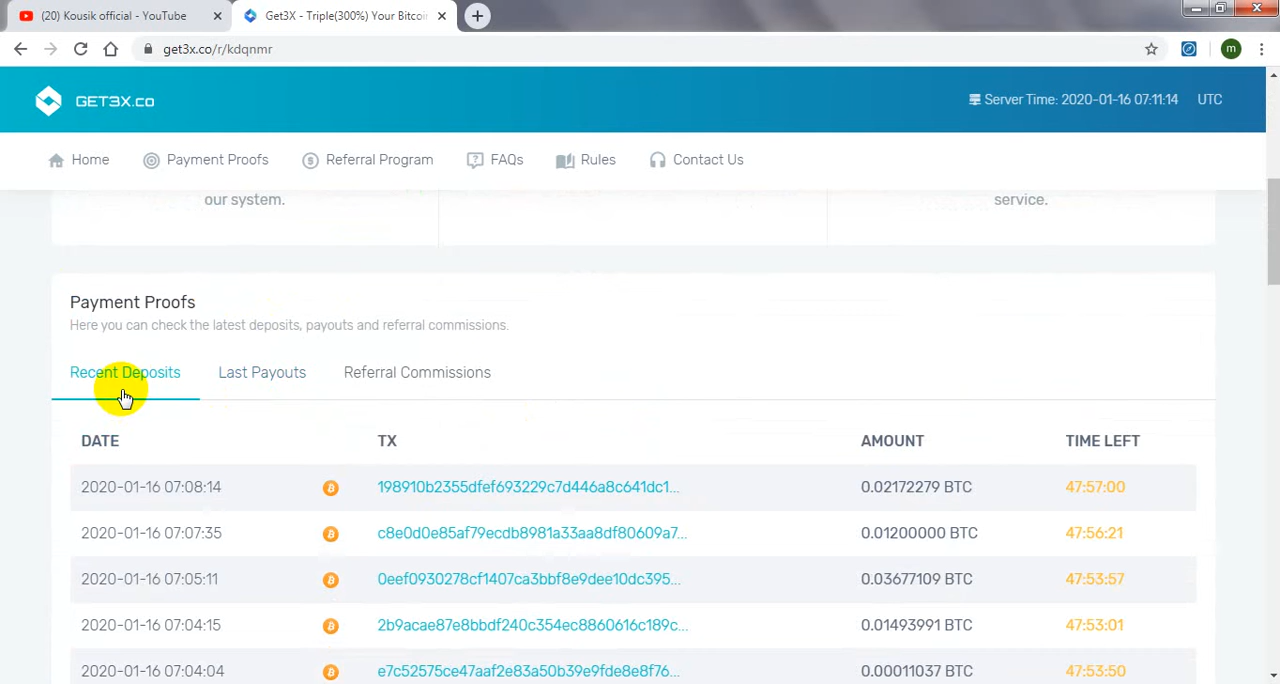 (20) Kousik official - YouTube
Get3X - Triple(300%) Your Bitcoi
get3x.co/r/kdqnmr
m
GET3X.co
Server Time: 2020-01-16 07:11:14 UTC
Home
Payment Proofs
Referral Program
FAQs
Rules
Contact Us
our system.
service.
Payment Proofs
Here you can check the latest deposits, payouts and referral commissions.
Recent Deposits
Last Payouts
Referral Commissions
DATE TX AMOUNT TIME LEFT
2020-01-16 07:08:14 198910b2355dfef693229c7d446a8c641dc1... 0.02172279 BTC 47:57:00
2020-01-16 07:07:35 c8e0d0e85af79ecdb8981a33aa8df80609a7... 0.01200000 BTC 47:56:21
2020-01-16 07:05:11 0eef0930278cf1407ca3bbf8e9dee10dc395... 0.03677109 BTC 47:53:57
2020-01-16 07:04:15 2b9acae87e8bbdf240c354ec8860616c189c... 0.01493991 BTC 47:53:01
2020-01-16 07:04:04 e7c52575ce47aaf2e83a50b39e9fde8e8f76... 0.00011037 BTC 47:53:50